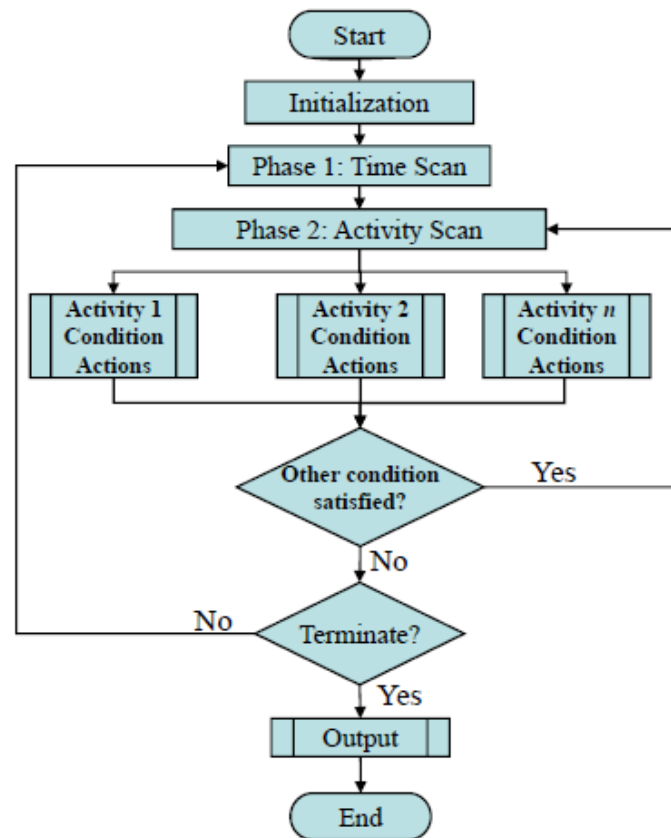 Start
Initialization
Phase 1: Time Scan
Phase 2: Activity Scan
Activity 1
Condition
Actions
Activity 2
Condition
Actions
Activity n
Condition
Actions
Other condition
satisfied?
Yes
No
No
Terminate?
Yes
Output
End